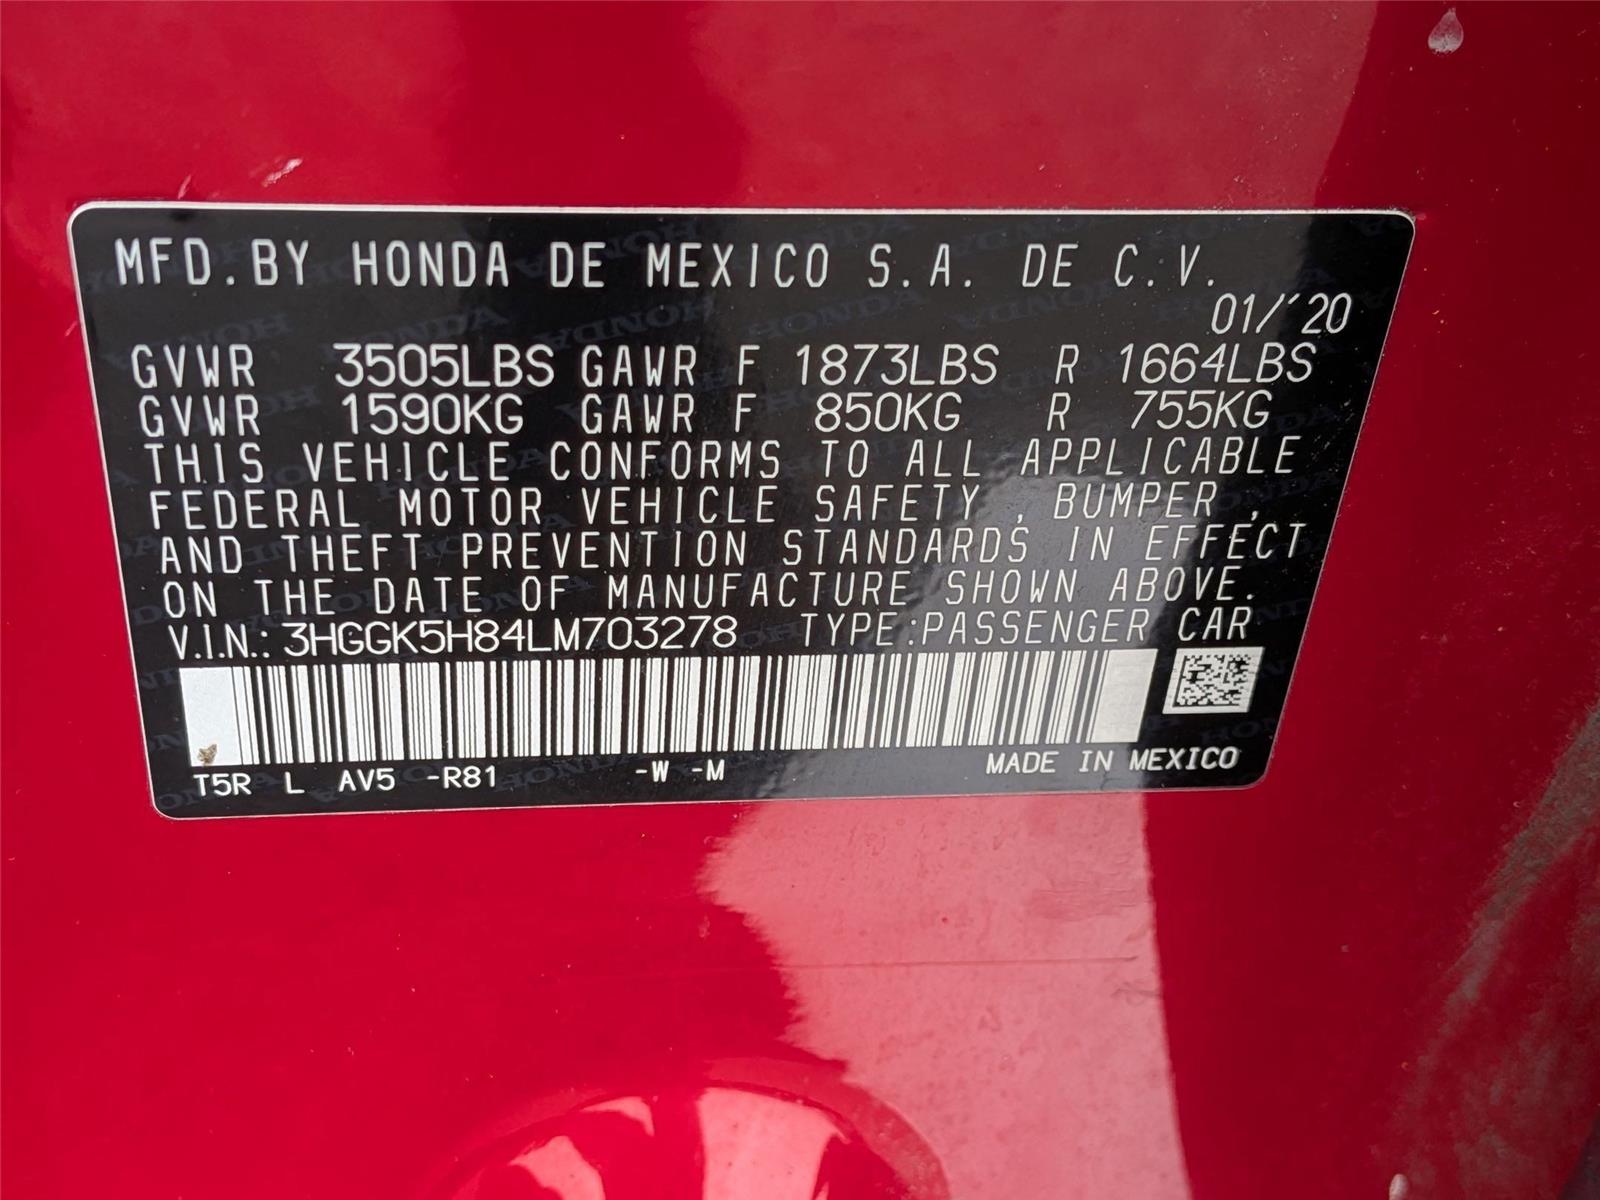 MFD.BY HONDA DE MEXICO S.A. DE C.V.
01/'20
GVWR 3505LBS GAWR F 1873LBS R 1664LBS
GVWR 1590KG GAWR F 850KG R 755KG
THIS VEHICLE CONFORMS TO ALL APPLICABLE
FEDERAL MOTOR VEHICLE SAFETY , BUMPER ,
AND THEFT PREVENTION STANDARDS IN EFFECT
ON THE DATE OF MANUFACTURE SHOWN ABOVE.
V.I.N.: 3HGGK5H84LM703278 TYPE:PASSENGER CAR
T5R L AV5 -R81 -W -M MADE IN MEXICO